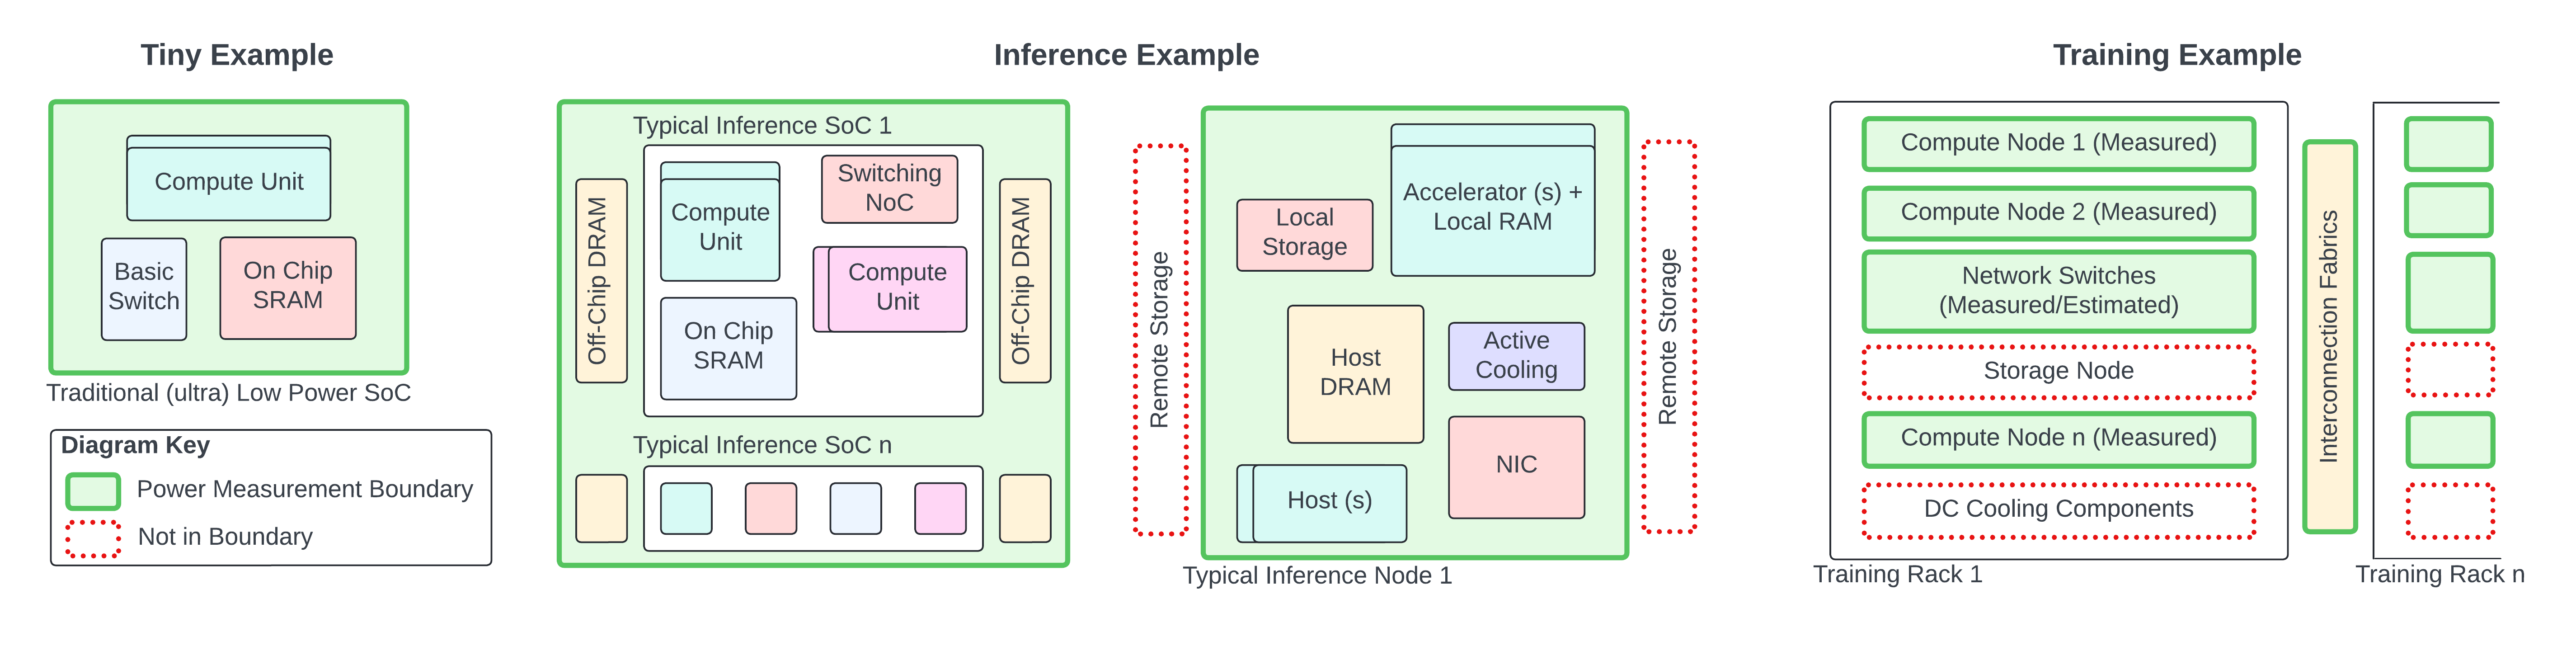 Tiny Example
Compute Unit
Basic
Switch
On Chip
SRAM
Traditional (ultra) Low Power SoC
Diagram Key
Power Measurement Boundary
Not in Boundary
Inference Example
Typical Inference SoC 1
Off-Chip DRAM
Compute
Unit
Switching
NoC
Compute
Unit
On Chip
SRAM
Off-Chip DRAM
Typical Inference SoC n
Remote Storage
Accelerator (s) +
Local RAM
Local
Storage
Host
DRAM
Active
Cooling
NIC
Host (s)
Remote Storage
Typical Inference Node 1
Training Example
Compute Node 1 (Measured)
Compute Node 2 (Measured)
Network Switches
(Measured/Estimated)
Storage Node
Compute Node n (Measured)
DC Cooling Components
Training Rack 1
Interconnection Fabrics
Training Rack n